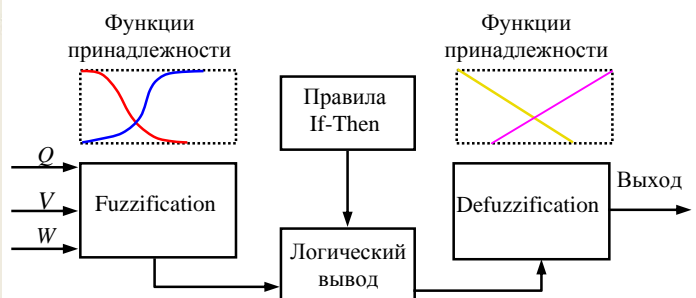 Функции
принадлежности
Функции
принадлежности
Правила
If-Then
Q
V
W
Fuzzification
Defuzzification
Выход
Логический
вывод